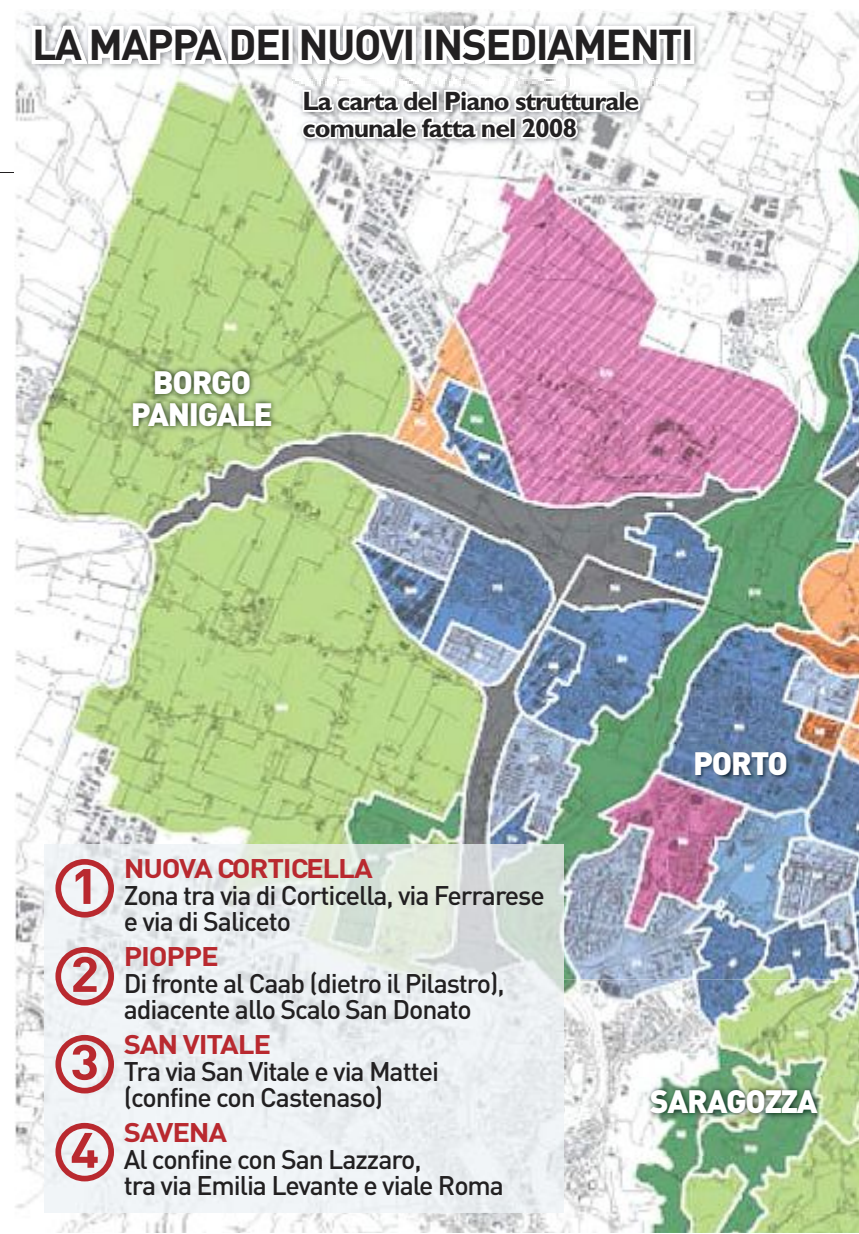 LA MAPPA DEI NUOVI INSEDIAMENTI
La carta del Piano strutturale
comunale fatta nel 2008
BORGO
PANIGALE
PORTO
SARAGOZZA
1 NUOVA CORTICELLA
Zona tra via di Corticella, via Ferrarese
e via di Saliceto
2 PIOPPE
Di fronte al Caab (dietro il Pilastro),
adiacente allo Scalo San Donato
3 SAN VITALE
Tra via San Vitale e via Mattei
(confine con Castenaso)
4 SAVENA
Al confine con San Lazzaro,
tra via Emilia Levante e viale Roma